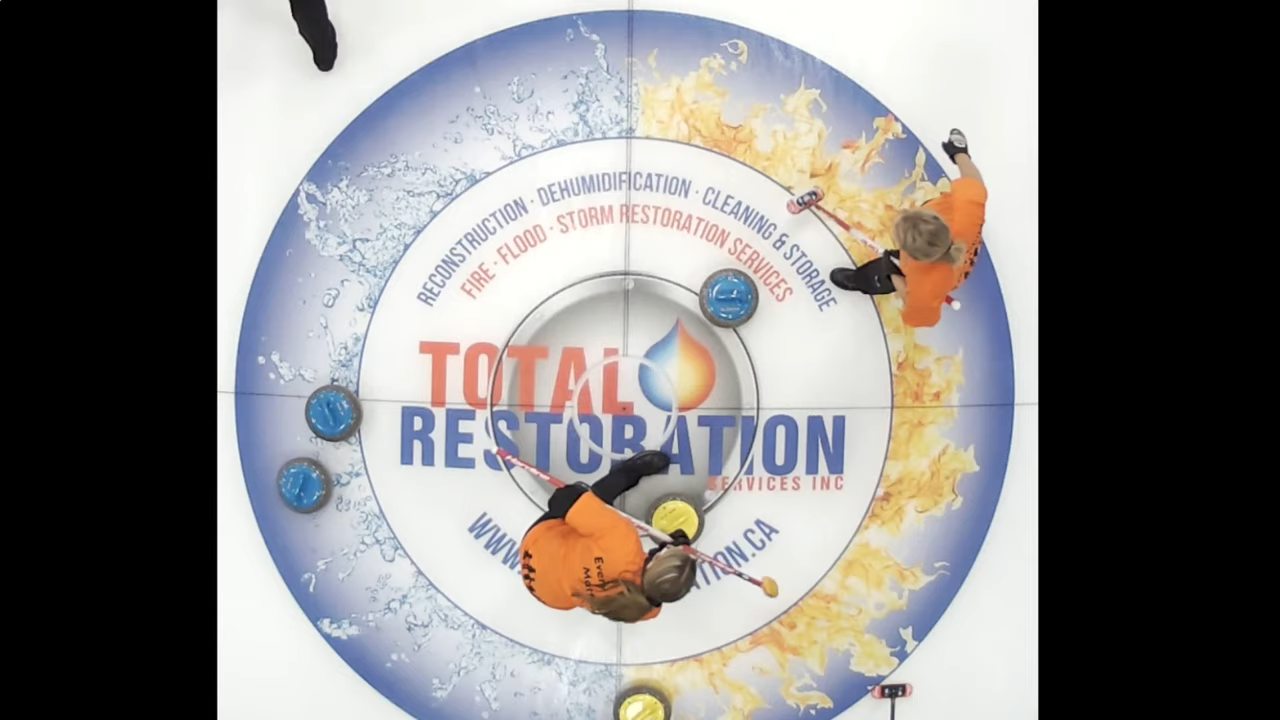 RECONSTRUCTION · DEHUMIDIFICATION · CLEANING & STORAGE
FIRE · FLOOD · STORM RESTORATION SERVICES
TOTAL
RESTORATION
SERVICES INC